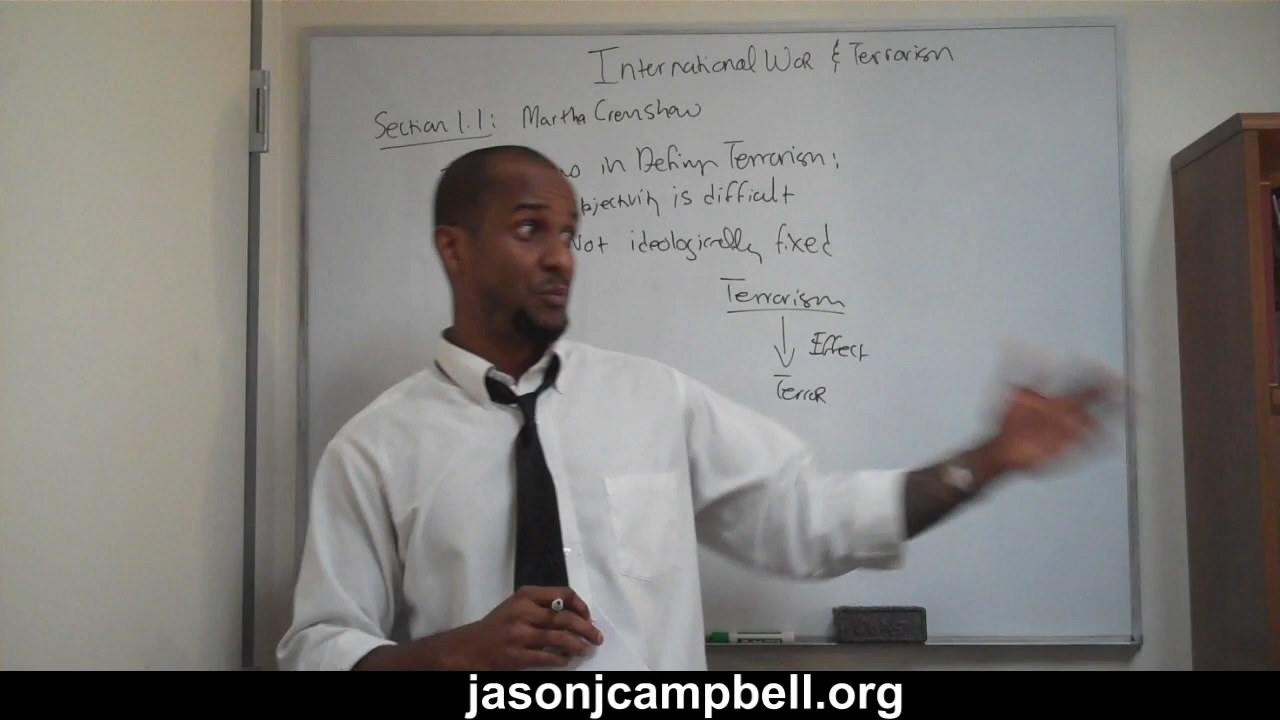 International War & Terrorism
Section 1.1: Martha Crenshaw
in Defining Terrorism:
bjectivity is difficult
Not ideologically fixed
Terrorism
Effect
Terror
jasonjcampbell.org